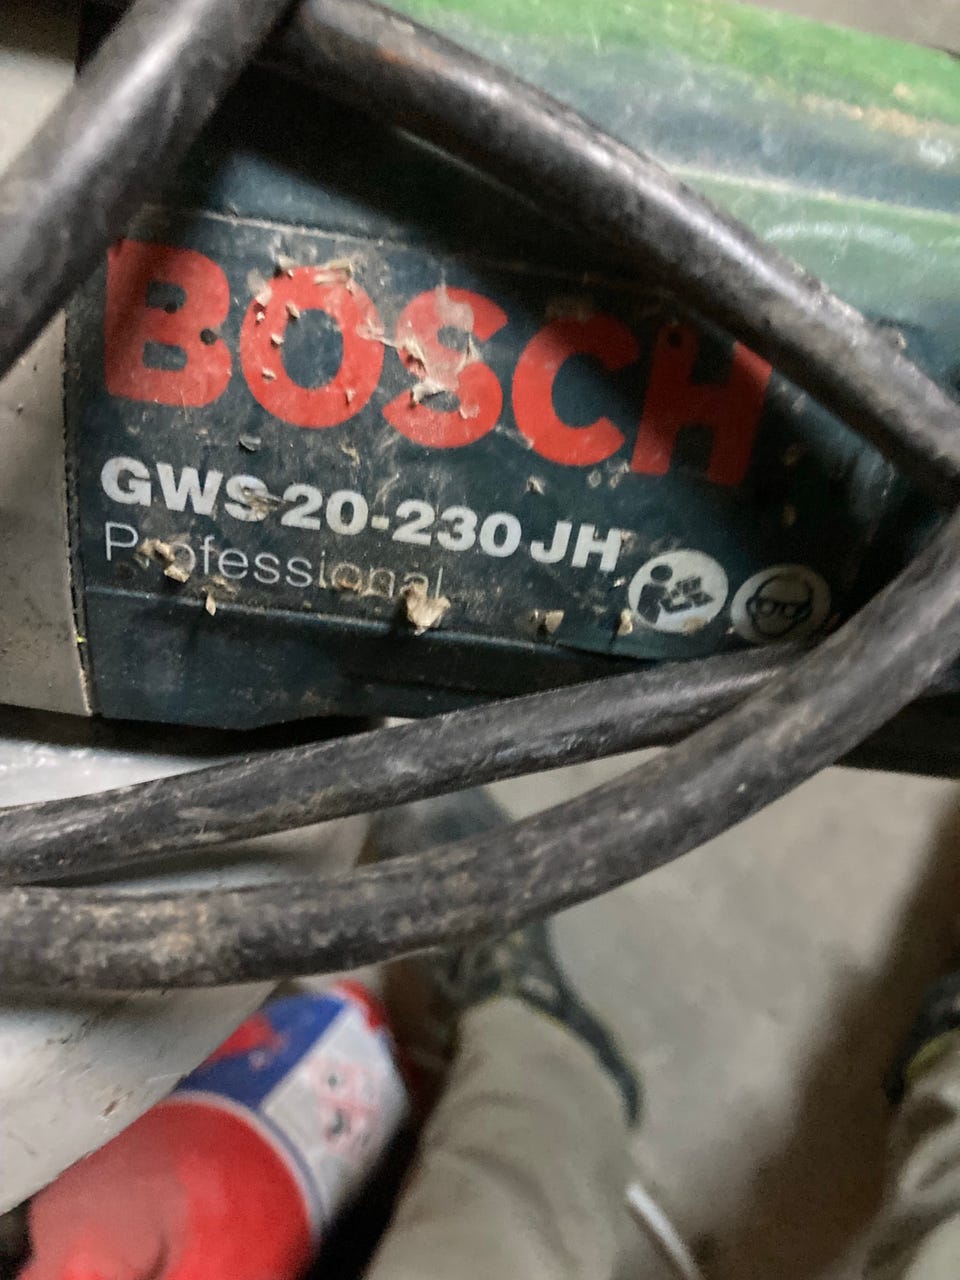 BOSCH
GWS 20-230 JH
Professional